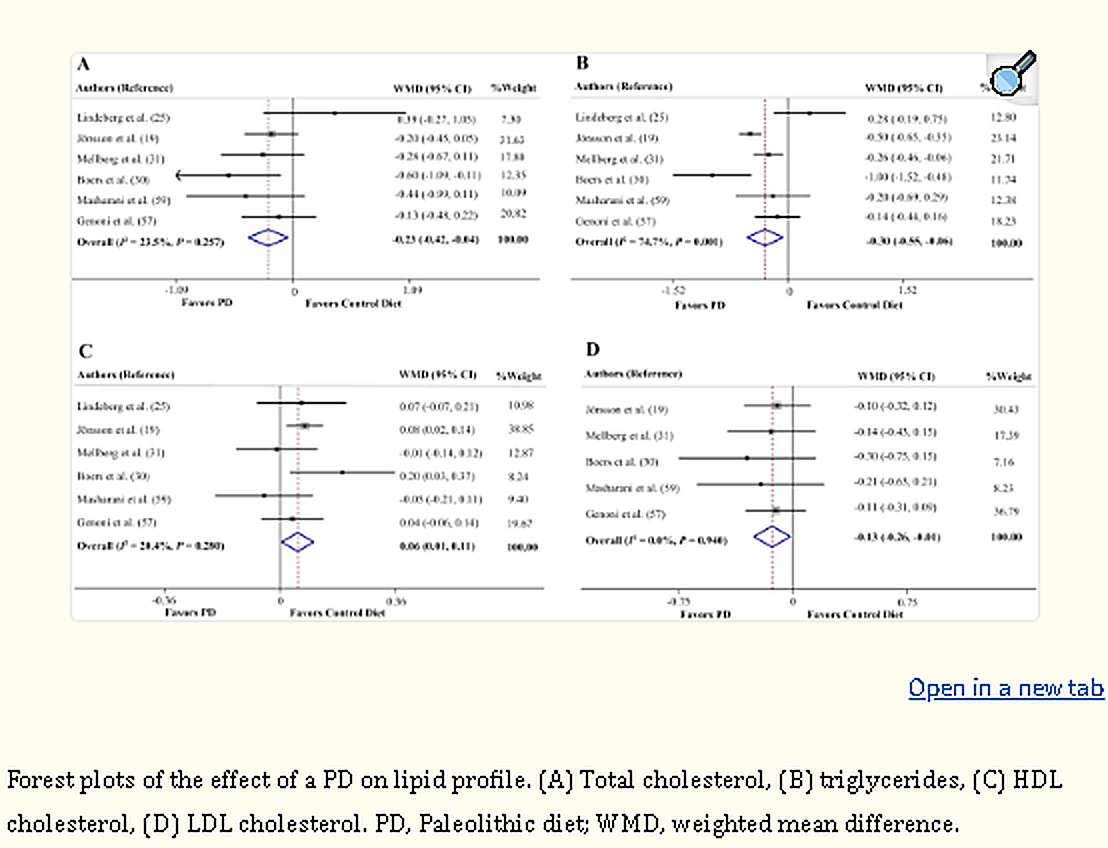 A
Authors (Reference) WMD (95% CI) %Weight
Lindeberg et al. (25) 0.39 (-0.27, 1.05) 7.30
Jönsson et al. (19) -0.20 (-0.45, 0.05) 31.63
Mellberg et al. (31) -0.28 (-0.67, 0.11) 17.80
Boers et al. (30) -0.60 (-1.09, -0.11) 12.35
Masharani et al. (59) -0.44 (-0.99, 0.11) 10.09
Genoni et al. (57) -0.13 (-0.48, 0.22) 20.82
Overall (I² = 23.5%, P = 0.257) -0.23 (-0.42, -0.04) 100.00
-1.09 0 1.09
Favors PD Favors Control Diet
B
Authors (Reference) WMD (95% CI)
Lindeberg et al. (25) 0.28 (-0.19, 0.75) 12.80
Jönsson et al. (19) -0.50 (-0.65, -0.35) 23.14
Mellberg et al. (31) -0.26 (-0.46, -0.06) 21.71
Boers et al. (30) -1.00 (-1.52, -0.48) 11.74
Masharani et al. (59) -0.20 (-0.69, 0.29) 12.38
Genoni et al. (57) -0.14 (-0.44, 0.16) 18.23
Overall (I² = 74.7%, P = 0.001) -0.30 (-0.55, -0.06) 100.00
-1.52 0 1.52
Favors PD Favors Control Diet
C
Authors (Reference) WMD (95% CI) %Weight
Lindeberg et al. (25) 0.07 (-0.07, 0.21) 10.98
Jönsson et al. (19) 0.08 (0.02, 0.14) 38.85
Mellberg et al. (31) -0.01 (-0.14, 0.12) 12.87
Boers et al. (30) 0.20 (0.03, 0.37) 8.24
Masharani et al. (59) -0.05 (-0.21, 0.11) 9.40
Genoni et al. (57) 0.04 (-0.06, 0.14) 19.67
Overall (I² = 20.4%, P = 0.280) 0.06 (0.01, 0.11) 100.00
-0.36 0 0.36
Favors PD Favors Control Diet
D
Authors (Reference) WMD (95% CI) %Weight
Jönsson et al. (19) -0.10 (-0.32, 0.12) 30.43
Mellberg et al. (31) -0.14 (-0.43, 0.15) 17.39
Boers et al. (30) -0.30 (-0.75, 0.15) 7.16
Masharani et al. (59) -0.21 (-0.63, 0.21) 8.23
Genoni et al. (57) -0.11 (-0.31, 0.09) 36.79
Overall (I² = 0.0%, P = 0.940) -0.13 (-0.26, -0.01) 100.00
-0.75 0 0.75
Favors PD Favors Control Diet
Open in a new tab
Forest plots of the effect of a PD on lipid profile. (A) Total cholesterol, (B) triglycerides, (C) HDL
cholesterol, (D) LDL cholesterol. PD, Paleolithic diet; WMD, weighted mean difference.